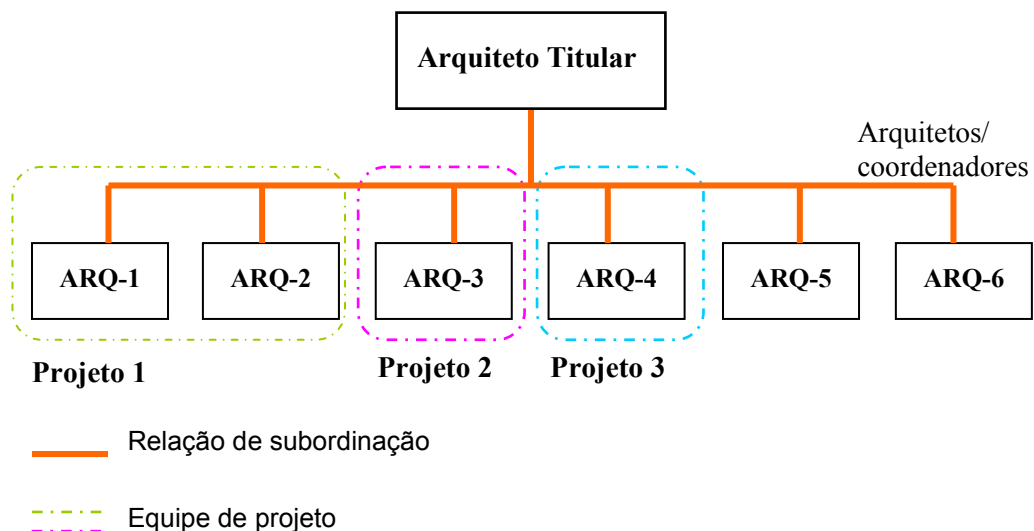 Arquiteto Titular
Arquitetos/
coordenadores
ARQ-1
ARQ-2
ARQ-3
ARQ-4
ARQ-5
ARQ-6
Projeto 1
Projeto 2
Projeto 3
Relação de subordinação
Equipe de projeto